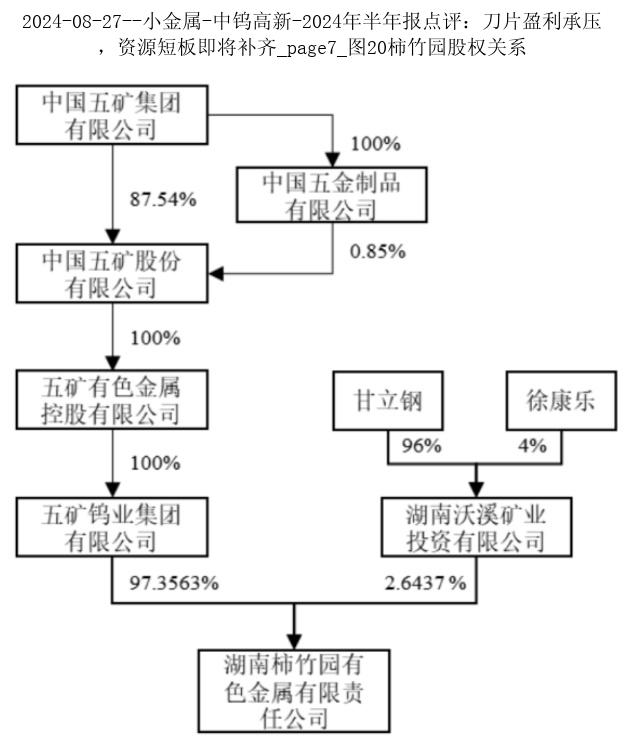 2024-08-27--小金属-中钨高新-2024年半年报点评：刀片盈利承压
，资源短板即将补齐_page7_图20柿竹园股权关系
中国五矿集团
有限公司
100%
中国五金制品
有限公司
87.54%
0.85%
中国五矿股份
有限公司
100%
五矿有色金属
控股有限公司
甘立钢
徐康乐
96%
4%
100%
五矿钨业集团
有限公司
湖南沃溪矿业
投资有限公司
97.3563%
2.6437%
湖南柿竹园有
色金属有限责
任公司